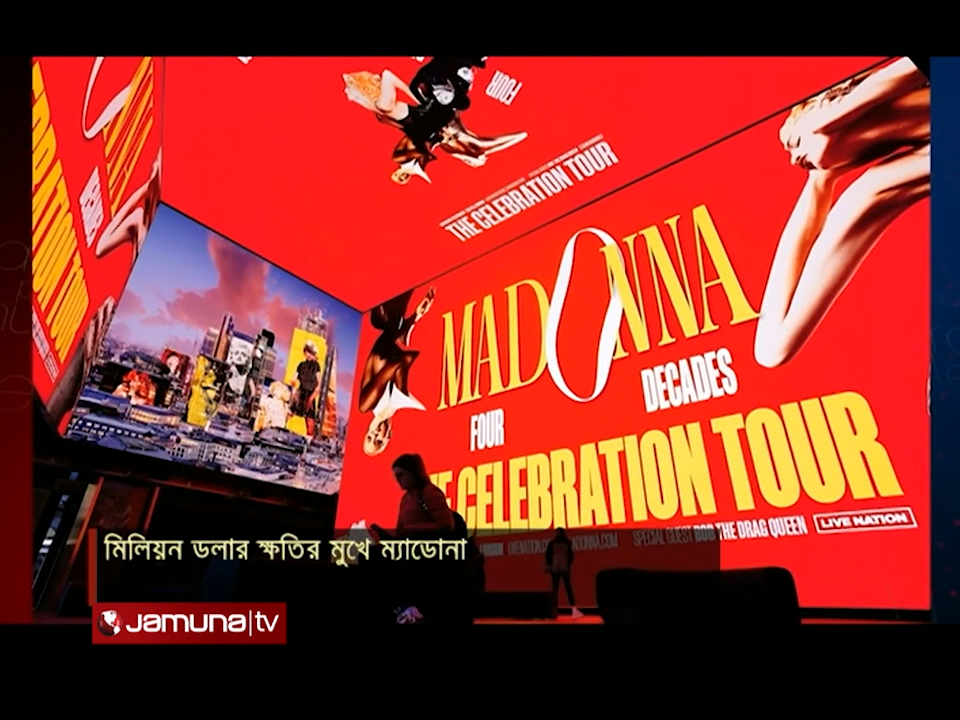 FOUR
THE CELEBRATION TOUR
MADONNA
FOUR
DECADES
CELEBRATION TOUR
SPECIAL GUEST BOB THE DRAG QUEEN
LIVE NATION
মিলিয়ন ডলার ক্ষতির মুখে ম্যাডোনা
Jamuna|tv